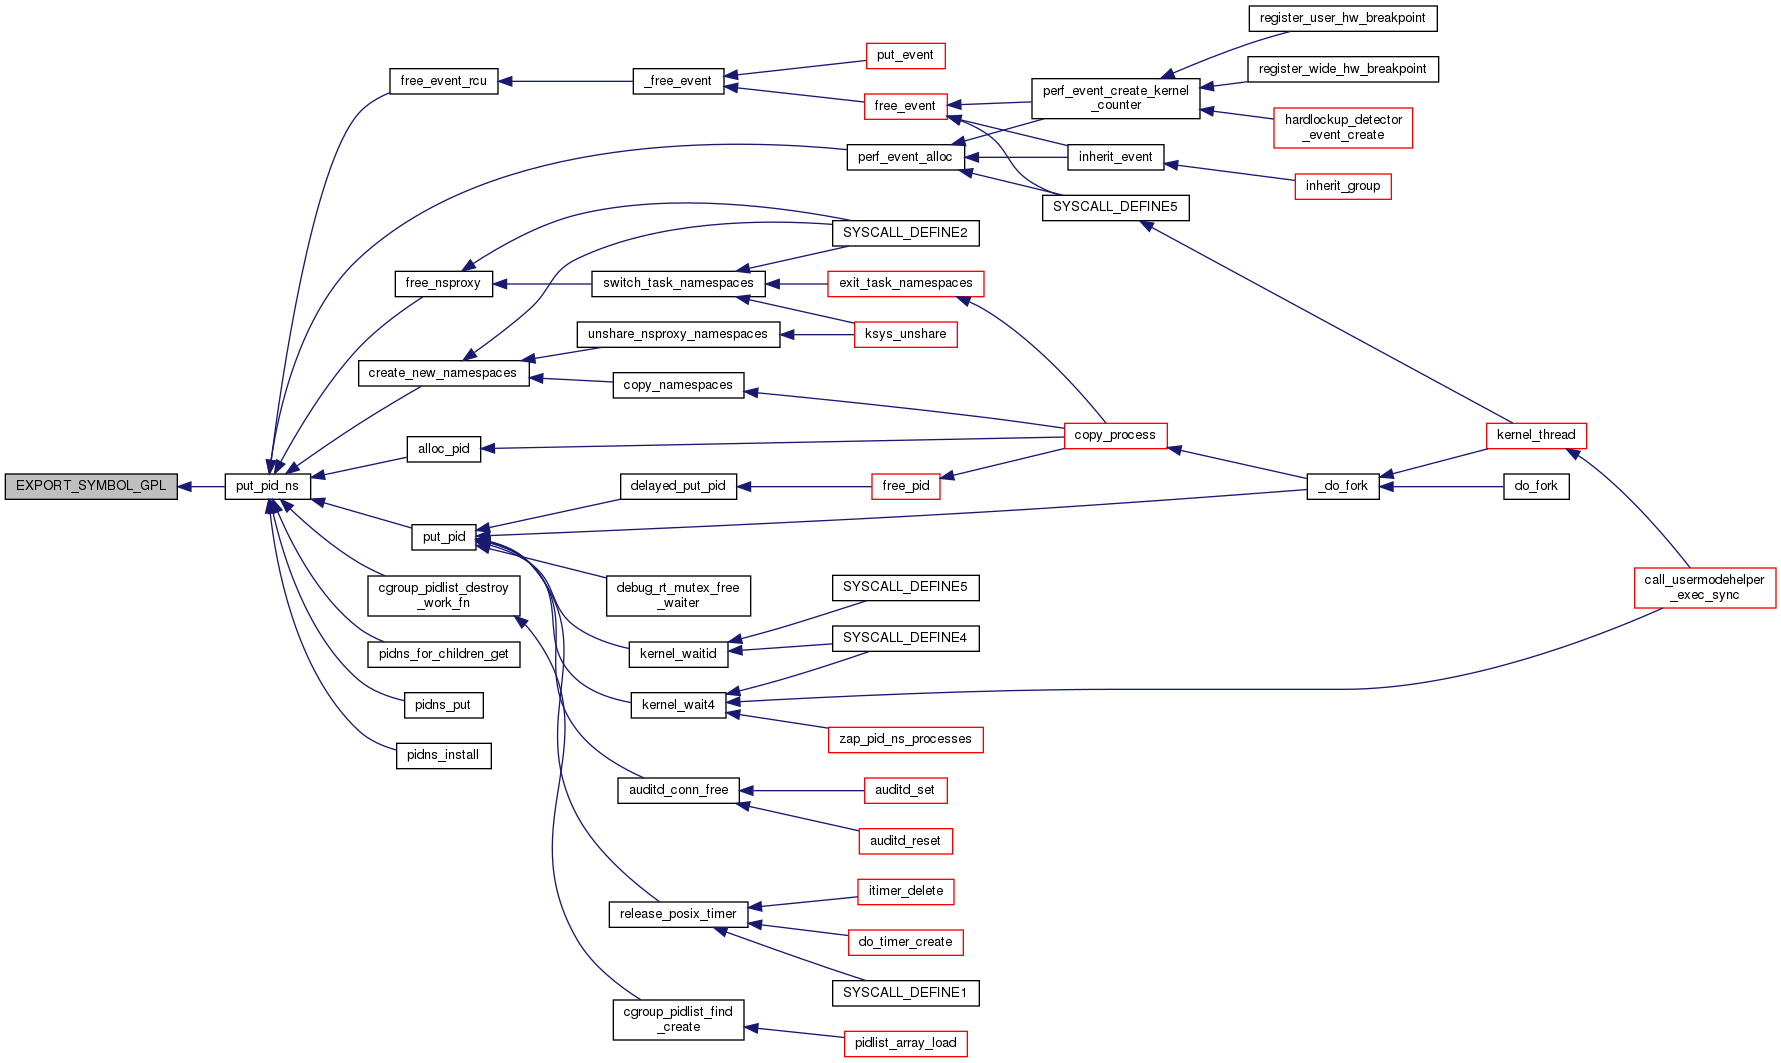 register_user_hw_breakpoint
put_event
free_event_rcu
_free_event
register_wide_hw_breakpoint
perf_event_create_kernel
_counter
free_event
hardlockup_detector
_event_create
perf_event_alloc
inherit_event
inherit_group
SYSCALL_DEFINE5
SYSCALL_DEFINE2
free_nsproxy
switch_task_namespaces
exit_task_namespaces
unshare_nsproxy_namespaces
ksys_unshare
create_new_namespaces
copy_namespaces
copy_process
kernel_thread
alloc_pid
EXPORT_SYMBOL_GPL
put_pid_ns
delayed_put_pid
free_pid
_do_fork
do_fork
put_pid
cgroup_pidlist_destroy
_work_fn
debug_rt_mutex_free
_waiter
SYSCALL_DEFINE5
call_usermodehelper
_exec_sync
SYSCALL_DEFINE4
pidns_for_children_get
kernel_waitid
pidns_put
kernel_wait4
zap_pid_ns_processes
pidns_install
auditd_conn_free
auditd_set
auditd_reset
itimer_delete
release_posix_timer
do_timer_create
SYSCALL_DEFINE1
cgroup_pidlist_find
_create
pidlist_array_load